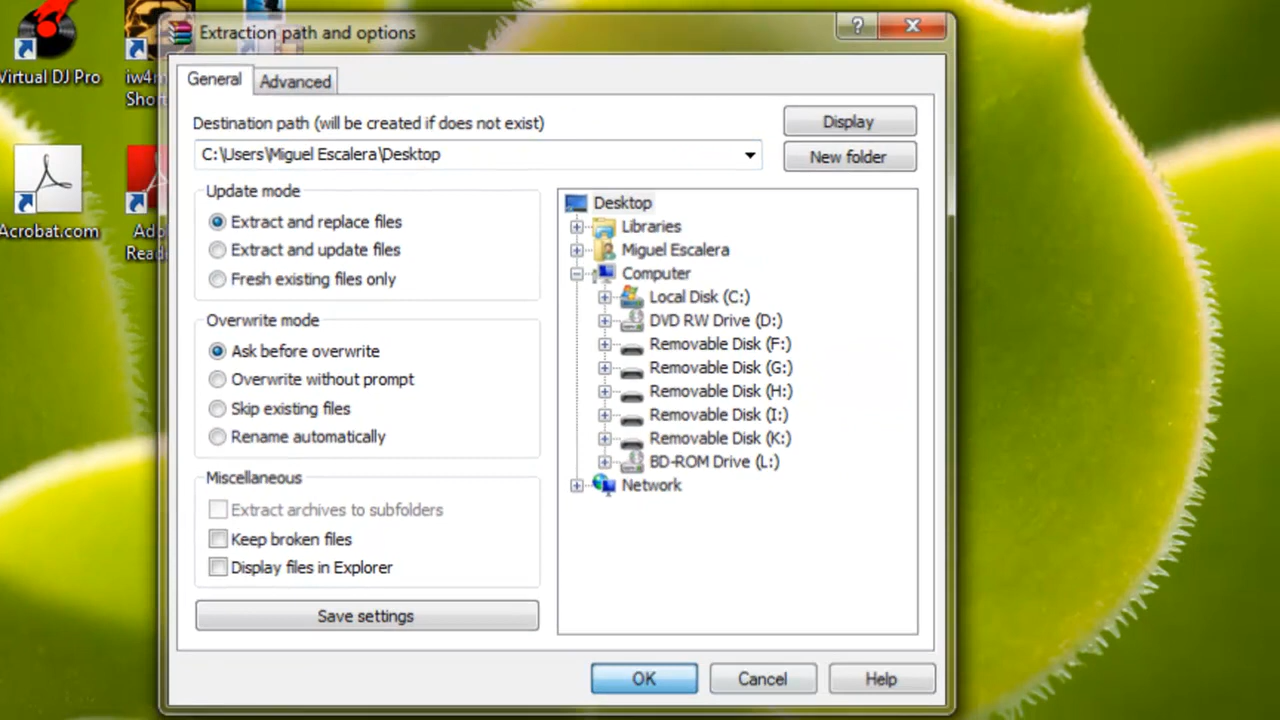 Virtual DJ Pro
iw4m
Shor
Acrobat.com
Ado
Read
Extraction path and options
?
General
Advanced
Destination path (will be created if does not exist)
C:\Users\Miguel Escalera\Desktop
Display
New folder
Update mode
Extract and replace files
Extract and update files
Fresh existing files only
Overwrite mode
Ask before overwrite
Overwrite without prompt
Skip existing files
Rename automatically
Miscellaneous
Extract archives to subfolders
Keep broken files
Display files in Explorer
Save settings
Desktop
Libraries
Miguel Escalera
Computer
Local Disk (C:)
DVD RW Drive (D:)
Removable Disk (F:)
Removable Disk (G:)
Removable Disk (H:)
Removable Disk (I:)
Removable Disk (K:)
BD-ROM Drive (L:)
Network
OK
Cancel
Help